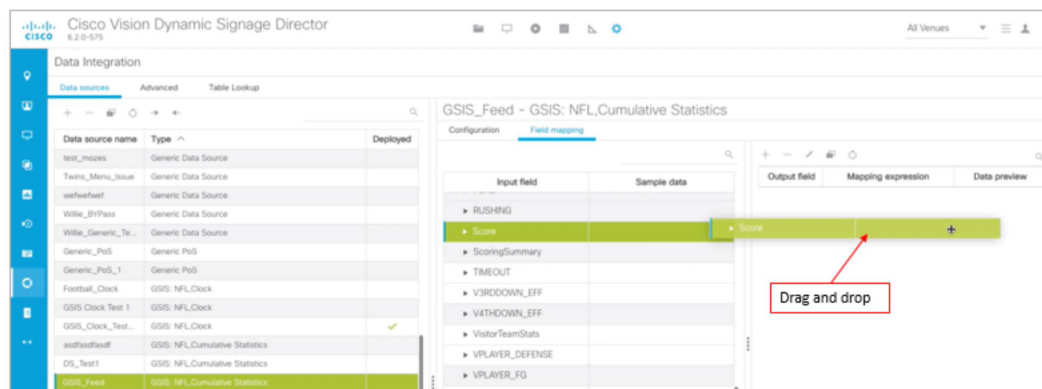 Cisco Vision Dynamic Signage Director
CISCO 6.2.0-575
All Venues
Data Integration
Data sources Advanced Table Lookup
GSIS_Feed - GSIS: NFL,Cumulative Statistics
Configuration Field mapping
Data source name Type Deployed
test_mozes Generic Data Source
Twins_Menu_Issue Generic Data Source
wefwefwef Generic Data Source
Willie_BYPass Generic Data Source
Willie_Generic_Te... Generic Data Source
Generic_PoS Generic PoS
Generic_PoS_1 Generic PoS
Football_Clock GSIS: NFL,Clock
GSIS Clock Test 1 GSIS: NFL,Clock
GSIS_Clock_Test... GSIS: NFL,Clock
asdfasdfasdf GSIS: NFL,Cumulative Statistics
DS_Test1 GSIS: NFL,Cumulative Statistics
GSIS_Feed GSIS: NFL,Cumulative Statistics
Input field Sample data
RUSHING
Score
ScoringSummary
TIMEOUT
V3RDDOWN_EFF
V4THDOWN_EFF
VisitorTeamStats
VPLAYER_DEFENSE
VPLAYER_FG
Output field Mapping expression Data preview
Score
Drag and drop